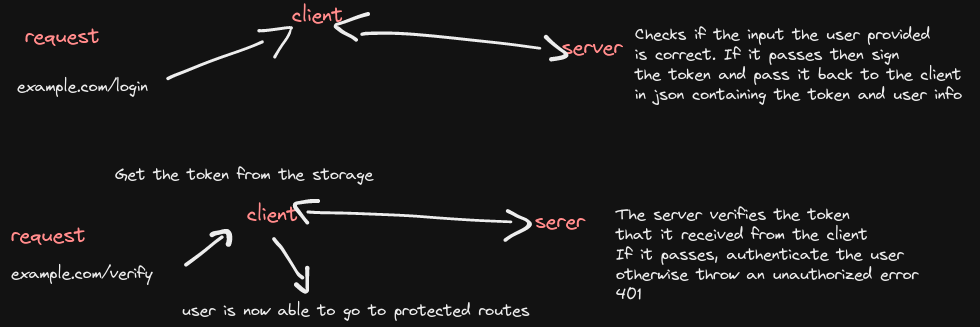 client
request
server
Checks if the input the user provided
is correct. If it passes then sign
the token and pass it back to the client
in json containing the token and user info
example.com/login
Get the token from the storage
client
serer
request
The server verifies the token
that it received from the client
If it passes, authenticate the user
otherwise throw an unauthorized error
401
example.com/verify
user is now able to go to protected routes